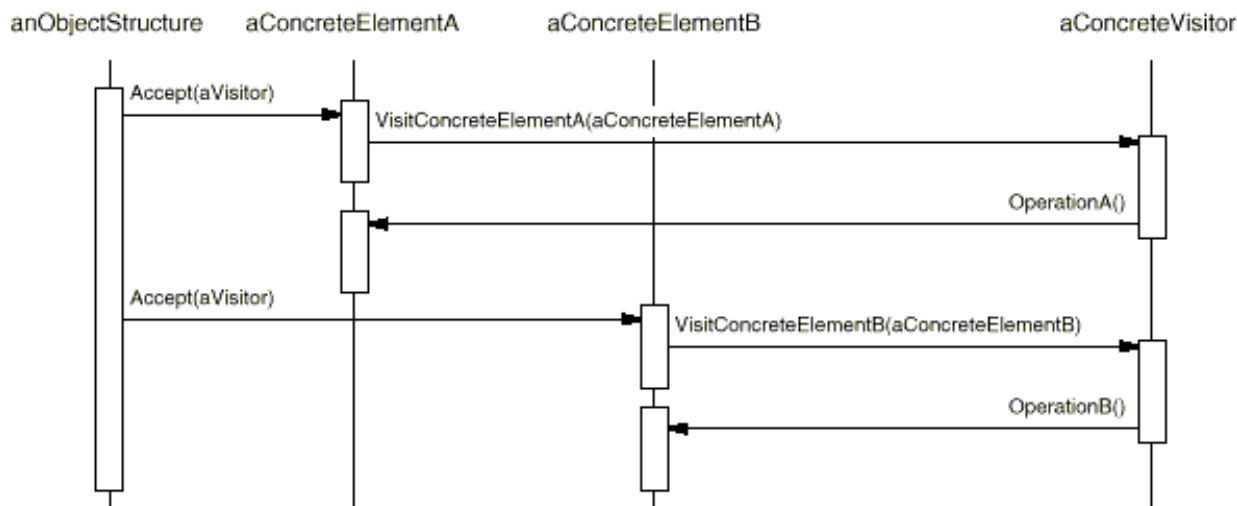 anObjectStructure aConcreteElementA aConcreteElementB aConcreteVisitor
Accept(aVisitor)
VisitConcreteElementA(aConcreteElementA)
OperationA()
Accept(aVisitor)
VisitConcreteElementB(aConcreteElementB)
OperationB()